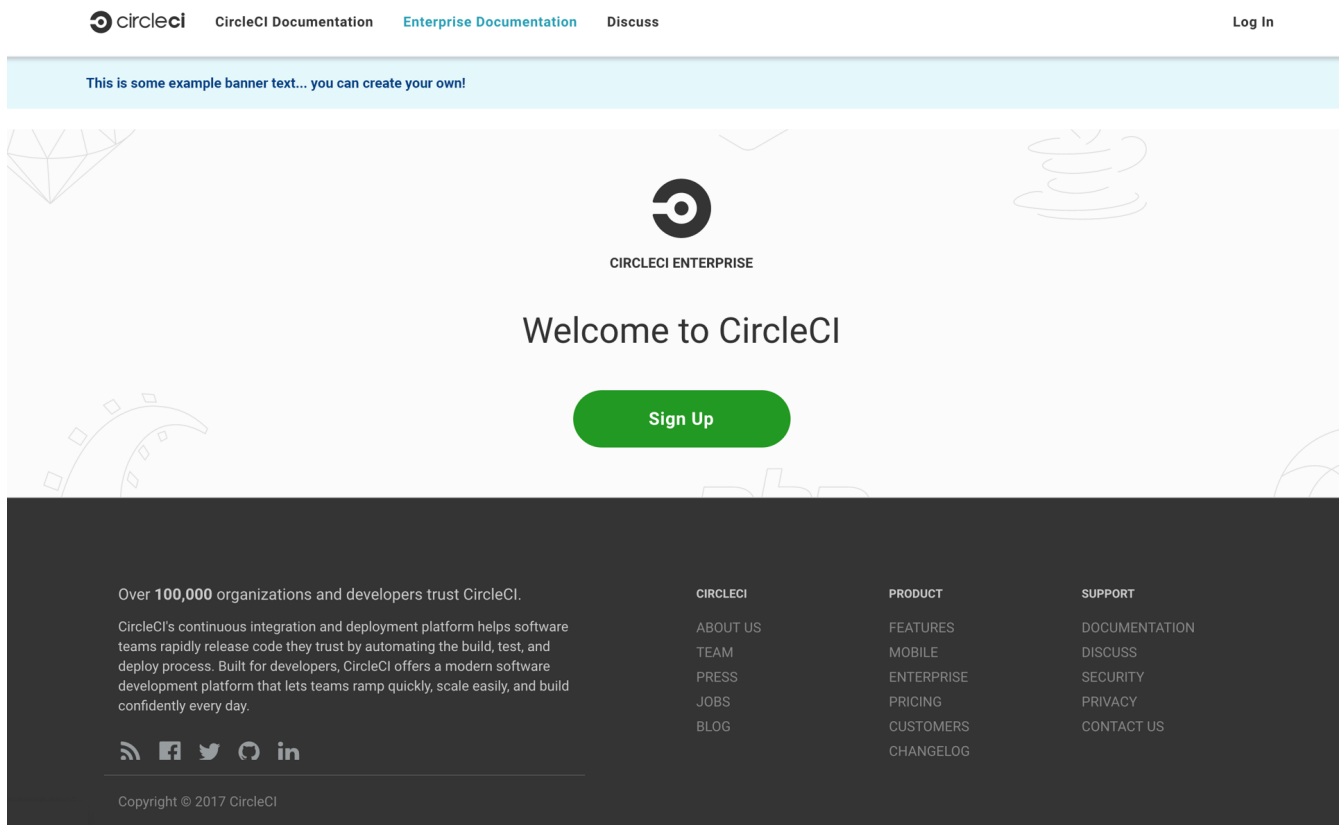 circleci CircleCI Documentation Enterprise Documentation Discuss Log In
This is some example banner text... you can create your own!
CIRCLECI ENTERPRISE
Welcome to CircleCI
Sign Up
php
Over 100,000 organizations and developers trust CircleCI.
CircleCI's continuous integration and deployment platform helps software
teams rapidly release code they trust by automating the build, test, and
deploy process. Built for developers, CircleCI offers a modern software
development platform that lets teams ramp quickly, scale easily, and build
confidently every day.
Copyright © 2017 CircleCI
CIRCLECI
ABOUT US
TEAM
PRESS
JOBS
BLOG
PRODUCT
FEATURES
MOBILE
ENTERPRISE
PRICING
CUSTOMERS
CHANGELOG
SUPPORT
DOCUMENTATION
DISCUSS
SECURITY
PRIVACY
CONTACT US